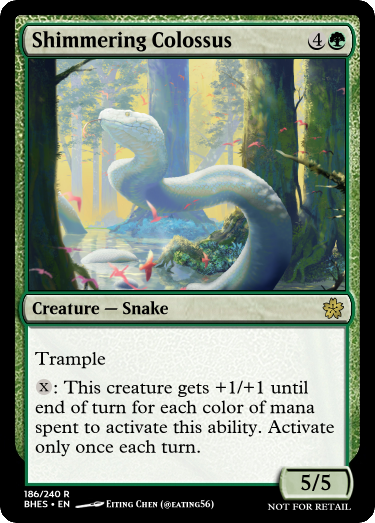 Shimmering Colossus 4
Creature — Snake
Trample
X: This creature gets +1/+1 until
end of turn for each color of mana
spent to activate this ability. Activate
only once each turn.
5/5
186/240 R
BHES • EN Eiting Chen (@eating56)
NOT FOR RETAIL